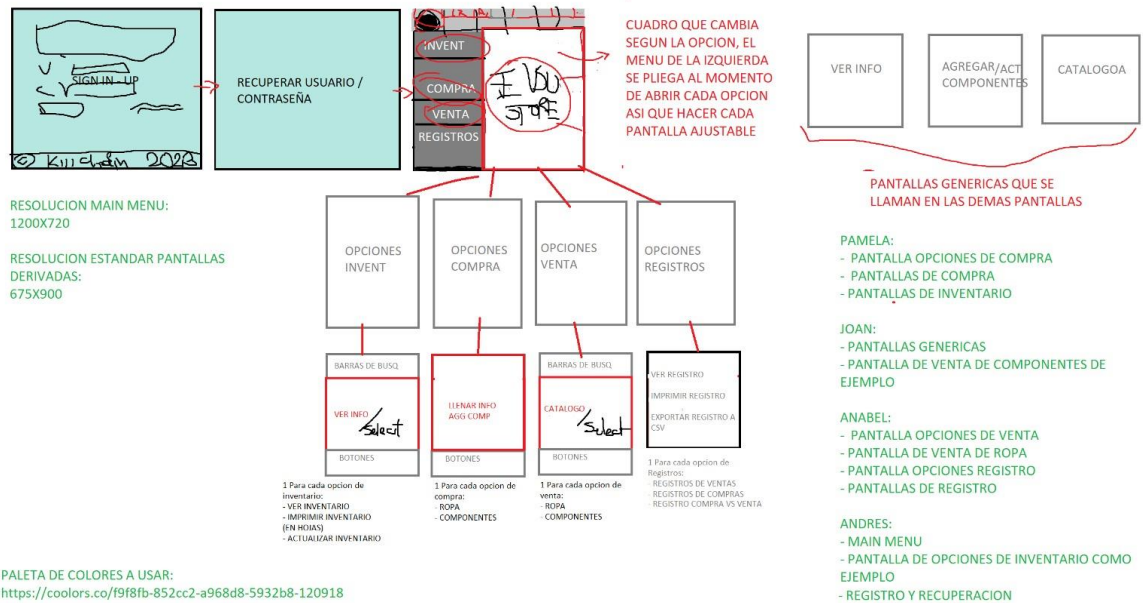 SIGN IN - UP
© Killchain 2023
RECUPERAR USUARIO /
CONTRASEÑA
INVENT
COMPRA
VENTA
REGISTROS
I
STORE
CUADRO QUE CAMBIA
SEGUN LA OPCION, EL
MENU DE LA IZQUIERDA
SE PLIEGA AL MOMENTO
DE ABRIR CADA OPCION
ASI QUE HACER CADA
PANTALLA AJUSTABLE
VER INFO
AGREGAR/ACT
COMPONENTES
CATALOGOA
PANTALLAS GENERICAS QUE SE
LLAMAN EN LAS DEMAS PANTALLAS
RESOLUCION MAIN MENU:
1200X720
RESOLUCION ESTANDAR PANTALLAS
DERIVADAS:
675X900
OPCIONES
INVENT
OPCIONES
COMPRA
OPCIONES
VENTA
OPCIONES
REGISTROS
BARRAS DE BUSQ
VER INFO
/Select
BOTONES
LLENAR INFO
AGG COMP
BOTONES
BARRAS DE BUSQ
CATALOGO
/Select
BOTONES
VER REGISTRO
IMPRIMIR REGISTRO
EXPORTAR REGISTRO A
CSV
1 Para cada opcion de
inventario:
- VER INVENTARIO
- IMPRIMIR INVENTARIO
(EN HOJAS)
- ACTUALIZAR INVENTARIO
1 Para cada opcion de
compra:
- ROPA
- COMPONENTES
1 Para cada opcion de
venta:
- ROPA
- COMPONENTES
1 Para cada opcion de
Registros:
- REGISTROS DE VENTAS
- REGISTROS DE COMPRAS
- REGISTRO COMPRA VS VENTA
PAMELA:
- PANTALLA OPCIONES DE COMPRA
- PANTALLAS DE COMPRA
- PANTALLAS DE INVENTARIO
JOAN:
- PANTALLAS GENERICAS
- PANTALLA DE VENTA DE COMPONENTES DE
EJEMPLO
ANABEL:
- PANTALLA OPCIONES DE VENTA
- PANTALLA DE VENTA DE ROPA
- PANTALLA OPCIONES REGISTRO
- PANTALLAS DE REGISTRO
ANDRES:
- MAIN MENU
- PANTALLA DE OPCIONES DE INVENTARIO COMO
EJEMPLO
- REGISTRO Y RECUPERACION
PALETA DE COLORES A USAR:
https://coolors.co/f9f8fb-852cc2-a968d8-5932b8-120918